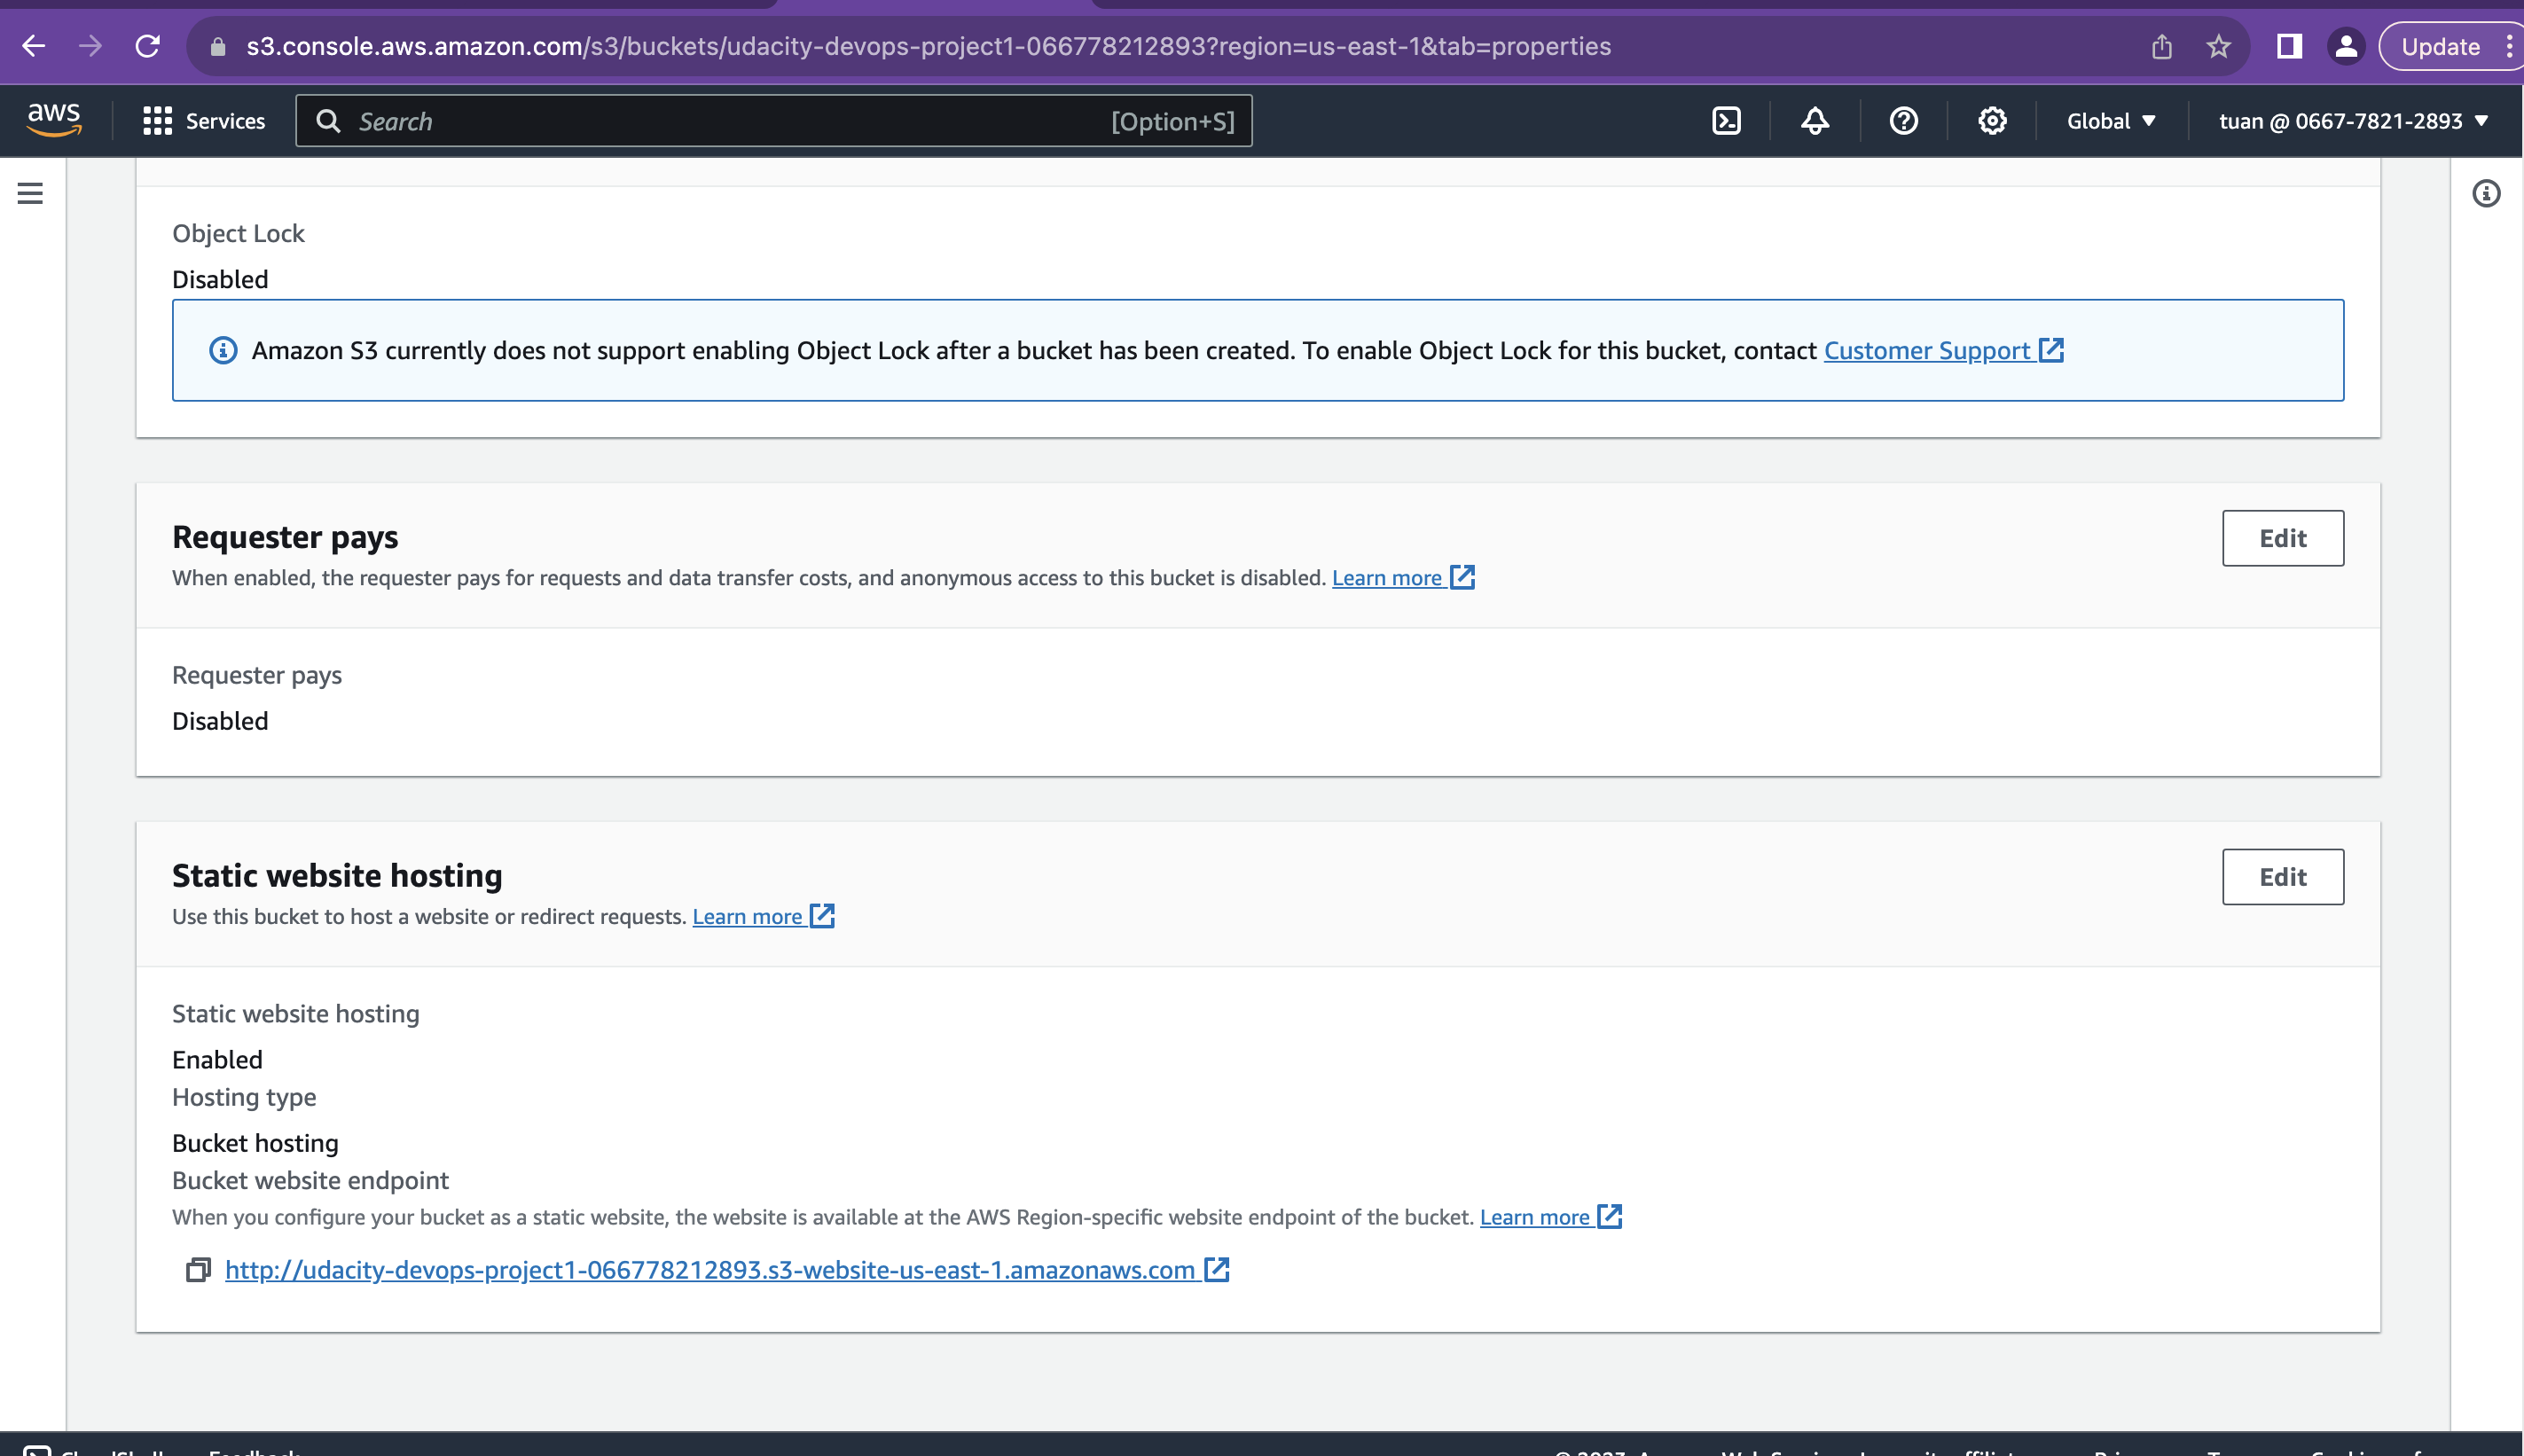 s3.console.aws.amazon.com/s3/buckets/udacity-devops-project1-066778212893?region=us-east-1&tab=properties
Update
aws
Services
Search
[Option+S]
Global
tuan @ 0667-7821-2893
Object Lock
Disabled
Amazon S3 currently does not support enabling Object Lock after a bucket has been created. To enable Object Lock for this bucket, contact Customer Support
Requester pays
Edit
When enabled, the requester pays for requests and data transfer costs, and anonymous access to this bucket is disabled. Learn more
Requester pays
Disabled
Static website hosting
Edit
Use this bucket to host a website or redirect requests. Learn more
Static website hosting
Enabled
Hosting type
Bucket hosting
Bucket website endpoint
When you configure your bucket as a static website, the website is available at the AWS Region-specific website endpoint of the bucket. Learn more
http://udacity-devops-project1-066778212893.s3-website-us-east-1.amazonaws.com
CloudShell
Feedback